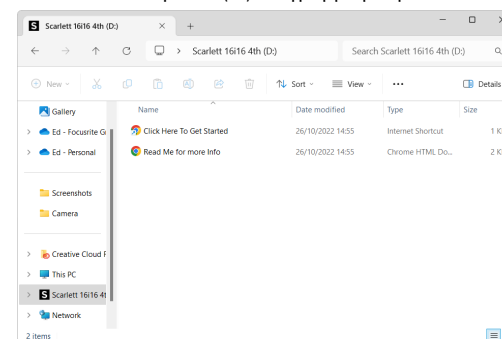 Scarlett 16i16 4th (D:)
Scarlett 16i16 4th (D:)
Search Scarlett 16i16 4th (D:)
New
Sort
View
Details
Gallery
Name
Date modified
Type
Size
Ed - Focusrite G
Click Here To Get Started
26/10/2022 14:55
Internet Shortcut
1 K
Ed - Personal
Read Me for more Info
26/10/2022 14:55
Chrome HTML Do...
2 K
Screenshots
Camera
Creative Cloud F
This PC
Scarlett 16i16 4t
Network
2 items